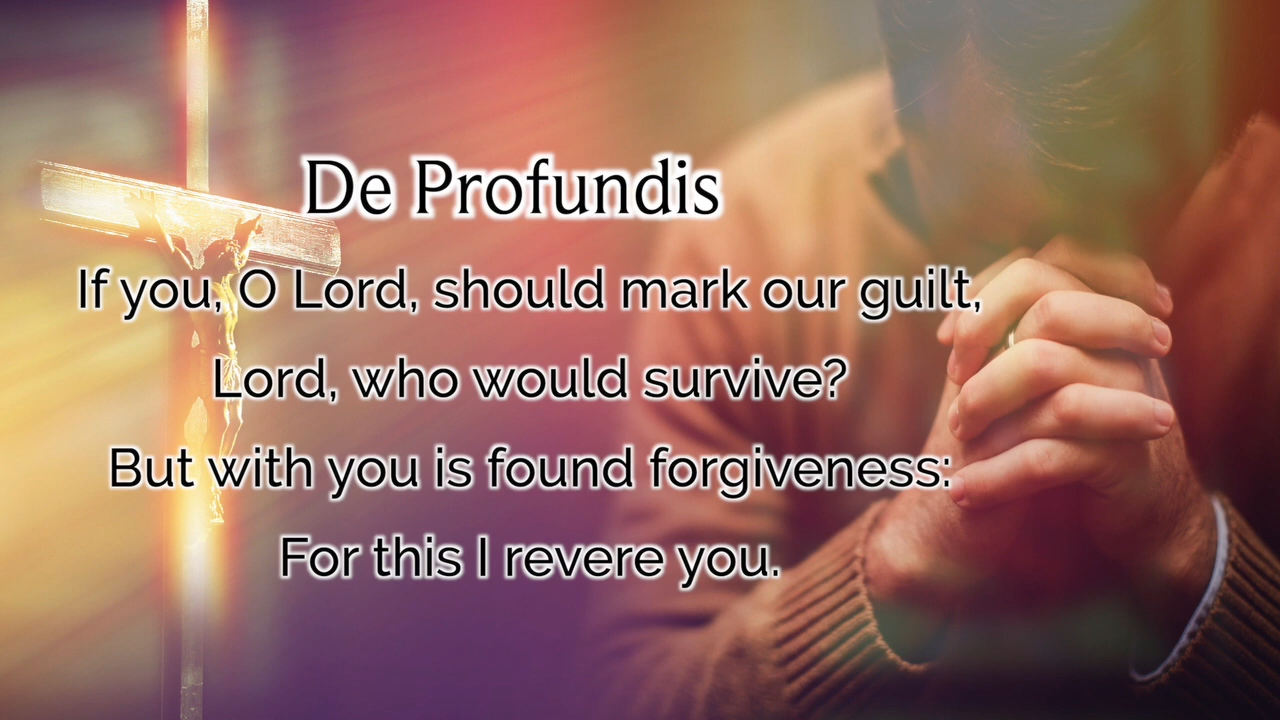 De Profundis
If you, O Lord, should mark our guilt,
Lord, who would survive?
But with you is found forgiveness:
For this I revere you.